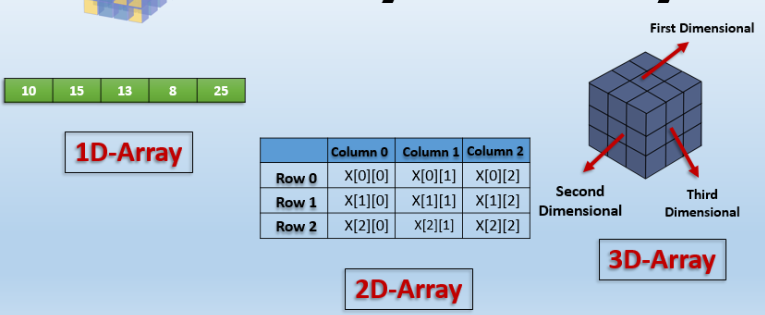 First Dimensional
10 15 13 8 25
1D-Array
Column 0 Column 1 Column 2
Row 0 X[0][0] X[0][1] X[0][2]
Row 1 X[1][0] X[1][1] X[1][2]
Row 2 X[2][0] X[2][1] X[2][2]
2D-Array
Second
Dimensional
Third
Dimensional
3D-Array